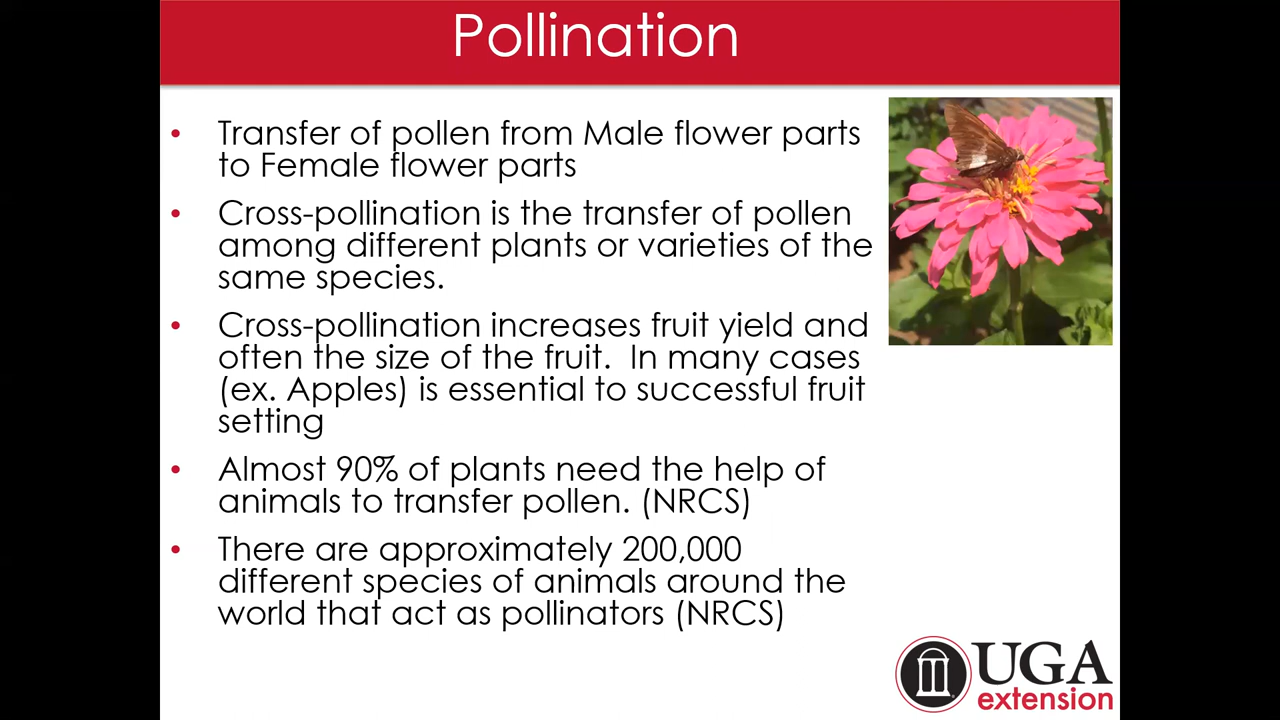 Pollination
• Transfer of pollen from Male flower parts
to Female flower parts
• Cross-pollination is the transfer of pollen
among different plants or varieties of the
same species.
• Cross-pollination increases fruit yield and
often the size of the fruit.  In many cases
(ex. Apples) is essential to successful fruit
setting
• Almost 90% of plants need the help of
animals to transfer pollen. (NRCS)
• There are approximately 200,000
different species of animals around the
world that act as pollinators (NRCS)
UGA
extension